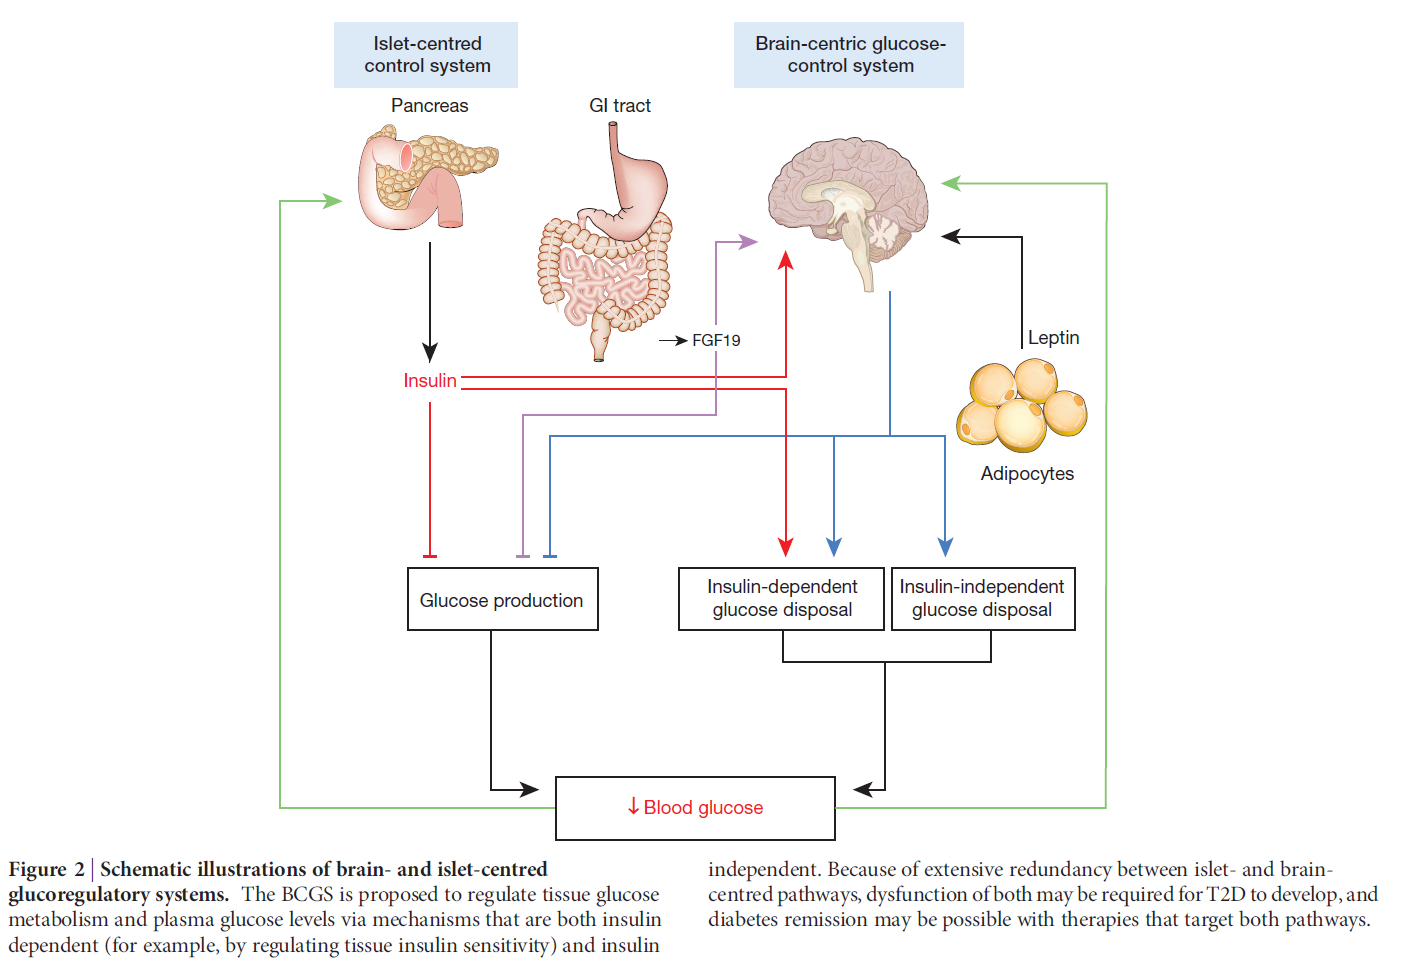 Islet-centred
control system
Brain-centric glucose-
control system
Pancreas
GI tract
FGF19
Leptin
Insulin
Adipocytes
Glucose production
Insulin-dependent
glucose disposal
Insulin-independent
glucose disposal
↓ Blood glucose
Figure 2 | Schematic illustrations of brain- and islet-centred
glucoregulatory systems. The BCGS is proposed to regulate tissue glucose
metabolism and plasma glucose levels via mechanisms that are both insulin
dependent (for example, by regulating tissue insulin sensitivity) and insulin
independent. Because of extensive redundancy between islet- and brain-
centred pathways, dysfunction of both may be required for T2D to develop, and
diabetes remission may be possible with therapies that target both pathways.